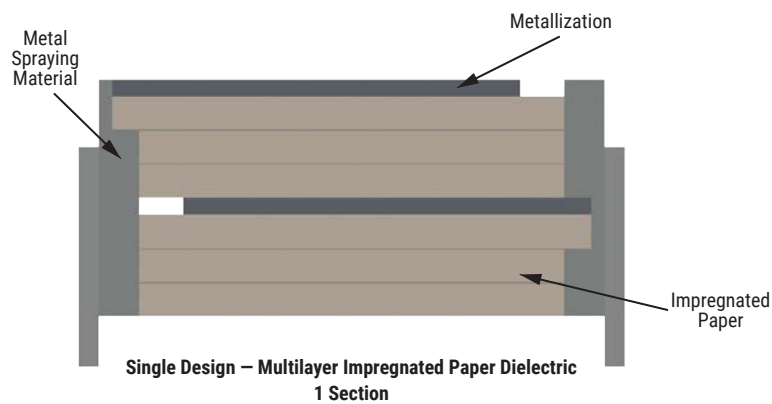 Metallization
Metal
Spraying
Material
Impregnated
Paper
Single Design – Multilayer Impregnated Paper Dielectric
1 Section